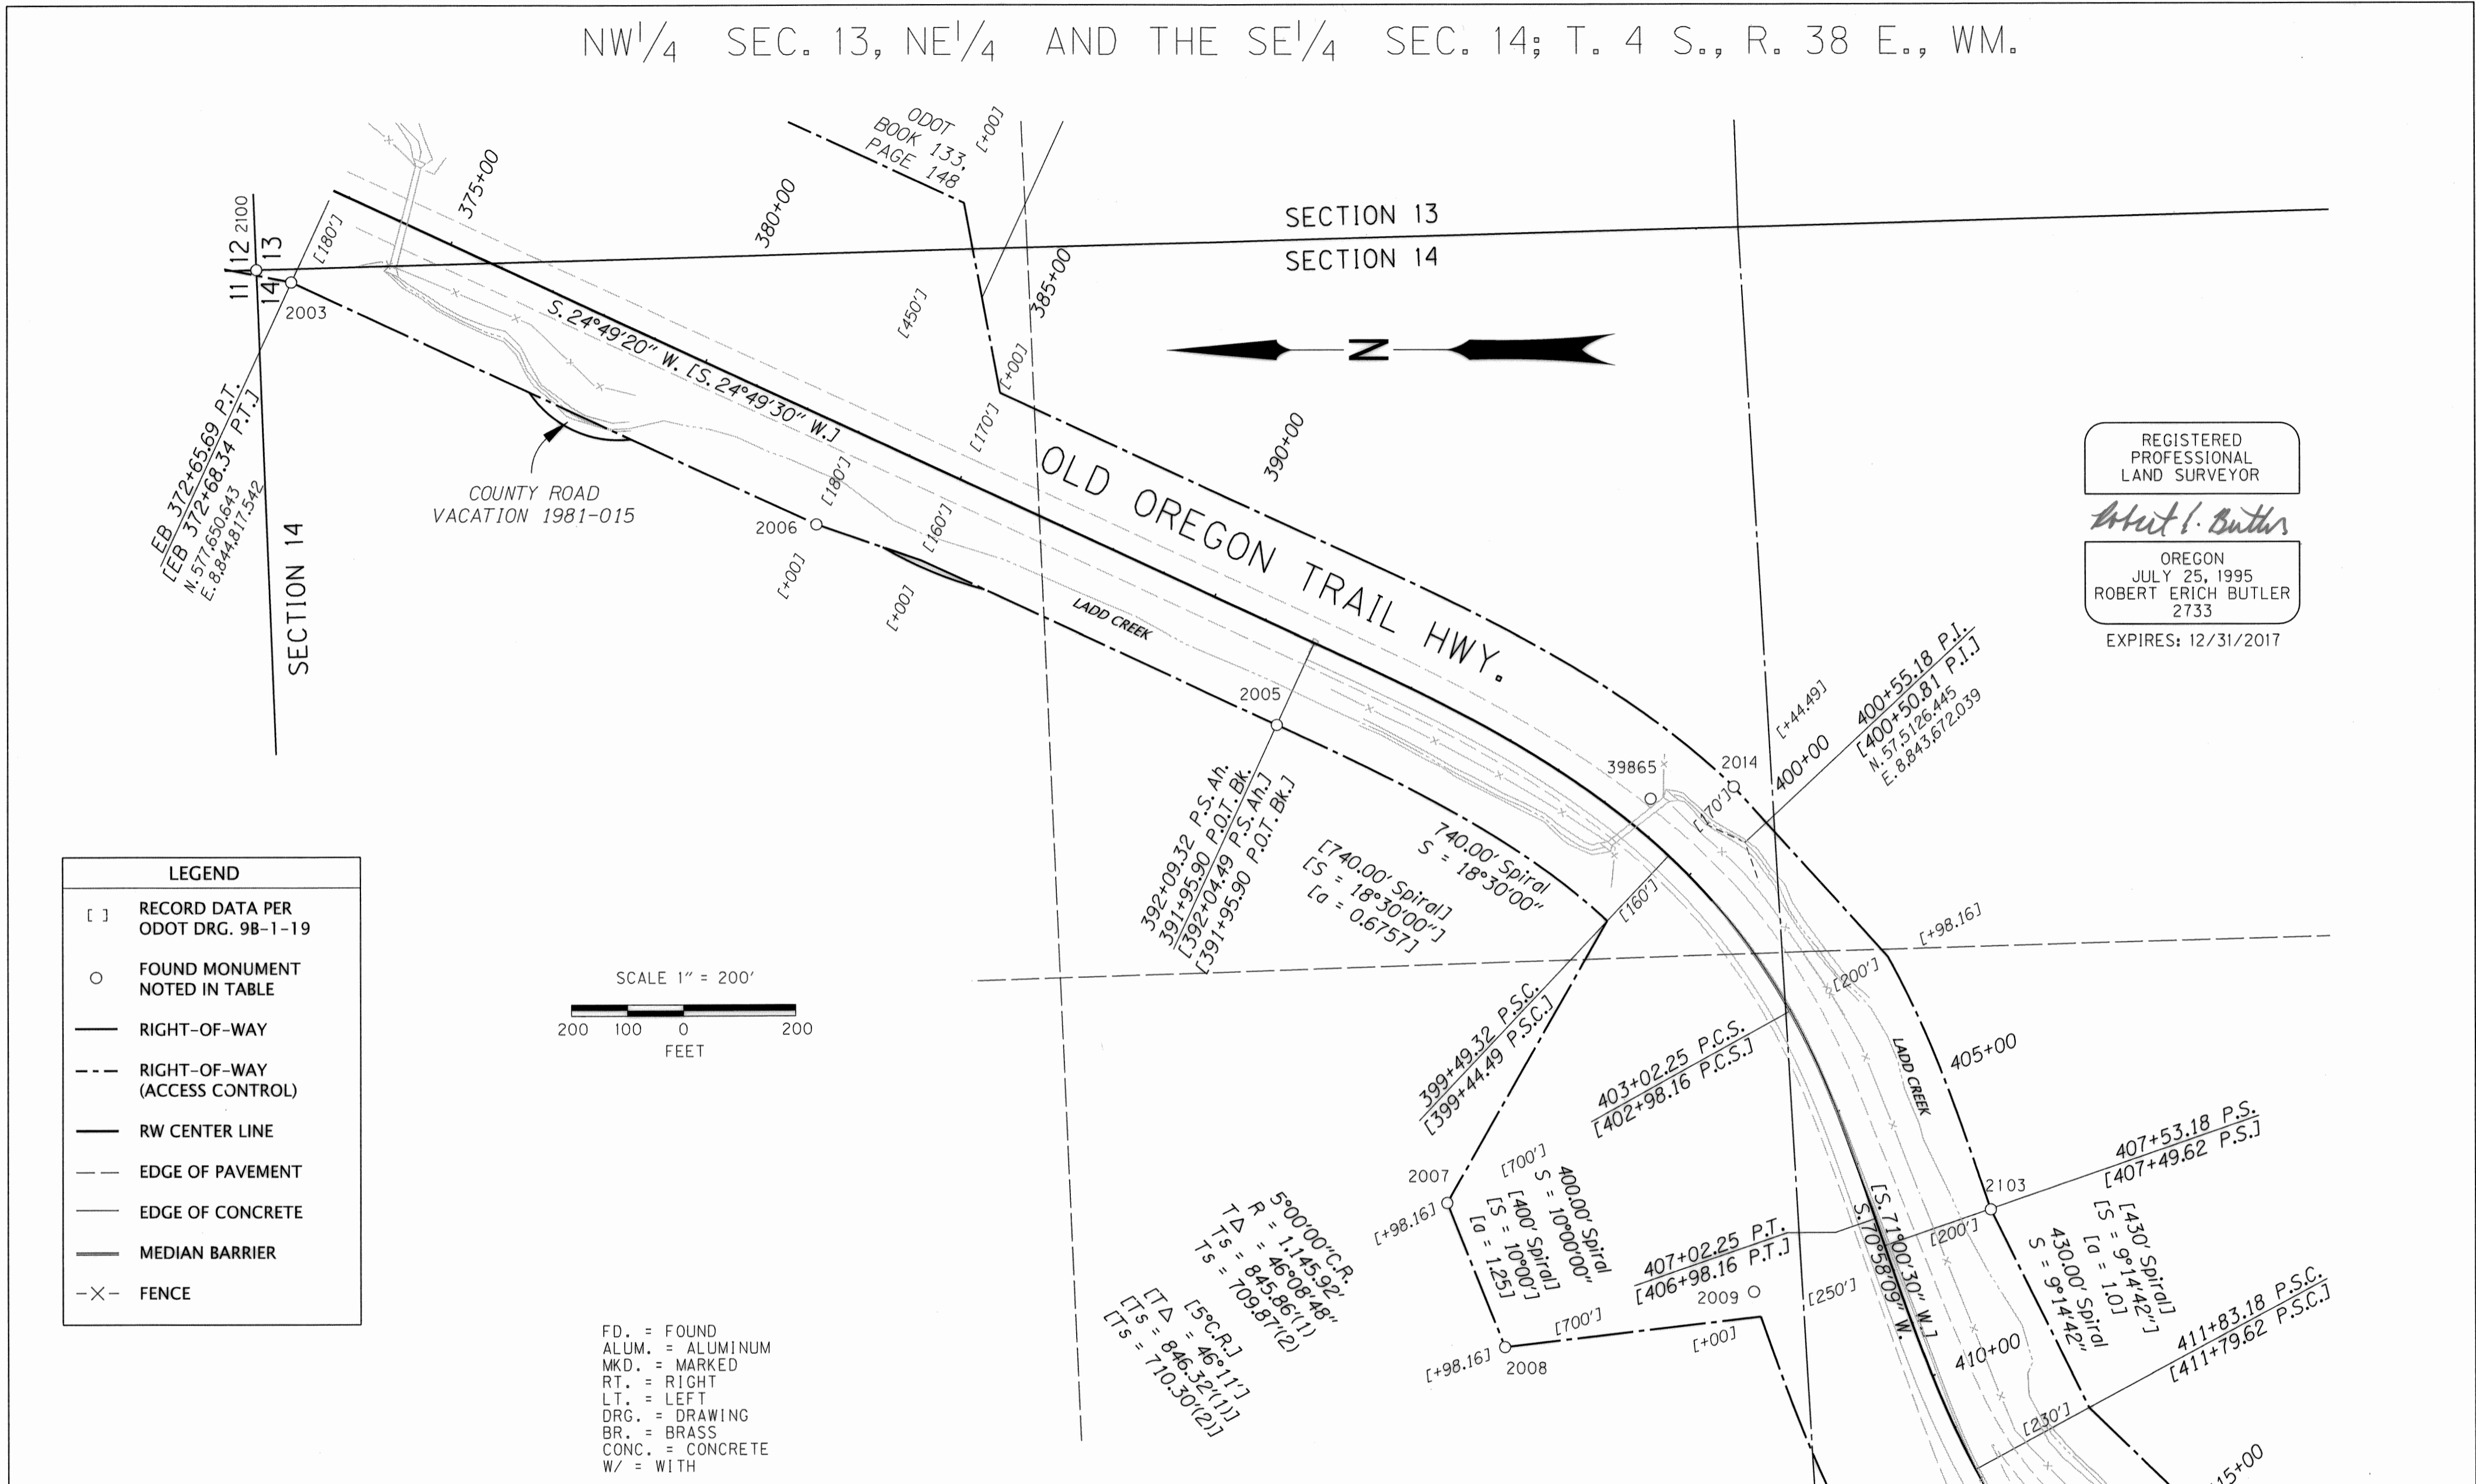 NW1/4 SEC. 13, NE1/4 AND THE SE1/4 SEC. 14; T. 4 S., R. 38 E., WM.
ODOT
BOOK 133,
PAGE 148
[+00]
375+00
380+00
385+00
390+00
SECTION 13
SECTION 14
2100
12
13
11
14
[180']
2003
[450']
[+00]
[170']
S. 24°49'20" W. [S. 24°49'30" W.]
EB 372+65.69 P.T.
[EB 372+68.34 P.T.]
N. 577,650.643
E. 8,844,817.542
SECTION 14
COUNTY ROAD
VACATION 1981-015
2006
[180']
[160']
[+00]
[+00]
LADD CREEK
N
OLD OREGON TRAIL HWY.
REGISTERED
PROFESSIONAL
LAND SURVEYOR
Robert E. Butler
OREGON
JULY 25, 1995
ROBERT ERICH BUTLER
2733
EXPIRES: 12/31/2017
2005
392+09.32 P.S. Ah.
391+95.90 P.O.T. Bk.
[392+04.49 P.S. Ah.]
[391+95.90 P.O.T. Bk.]
740.00' Spiral
S = 18°30'00"
[740.00' Spiral]
[S = 18°30'00"]
[a = 0.6757]
39865
2014
[170']
[160']
[+44.49]
400+00
400+55.18 P.I.
[400+50.81 P.I.]
N. 57,5126.445
E. 8,843,672.039
[+98.16]
[200']
LEGEND
[ ] RECORD DATA PER
ODOT DRG. 9B-1-19
FOUND MONUMENT
NOTED IN TABLE
RIGHT-OF-WAY
RIGHT-OF-WAY
(ACCESS CONTROL)
RW CENTER LINE
EDGE OF PAVEMENT
EDGE OF CONCRETE
MEDIAN BARRIER
-X- FENCE
SCALE 1" = 200'
200 100 0 200
FEET
399+49.32 P.S.C.
[399+44.49 P.S.C.]
403+02.25 P.C.S.
[402+98.16 P.C.S.]
LADD CREEK
405+00
407+53.18 P.S.
[407+49.62 P.S.]
2103
[200']
2007
[+98.16]
[700']
400.00' Spiral
S = 10°00'00"
[400' Spiral]
[S = 10°00']
[a = 1.25]
5°00'00"C.R.
R = 1,145.92'
T△ = 46°08'48"
Ts = 845.86'(1)
Ts = 709.87'(2)
[5°C.R.]
[T△ = 46°11']
[Ts = 846.32'(1)]
[Ts = 710.30'(2)]
407+02.25 P.T.
[406+98.16 P.T.]
2009
[250']
[S. 71°00'30" W.]
S. 70°58'09" W.
[430' Spiral]
[S = 9°14'42"]
[a = 1.0]
430.00' Spiral
S = 9°14'42"
[700']
[+00]
[+98.16]
2008
410+00
411+83.18 P.S.C.
[411+79.62 P.S.C.]
[230']
FD. = FOUND
ALUM. = ALUMINUM
MKD. = MARKED
RT. = RIGHT
LT. = LEFT
DRG. = DRAWING
BR. = BRASS
CONC. = CONCRETE
W/ = WITH
15+00